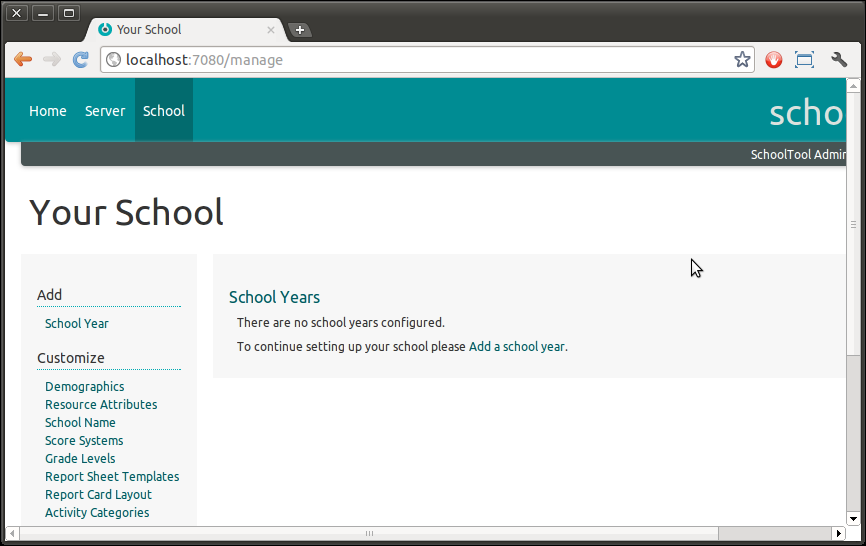 Your School
localhost:7080/manage
Home Server School
scho
SchoolTool Admin
Your School
Add
School Year
Customize
Demographics
Resource Attributes
School Name
Score Systems
Grade Levels
Report Sheet Templates
Report Card Layout
Activity Categories
School Years
There are no school years configured.
To continue setting up your school please Add a school year.